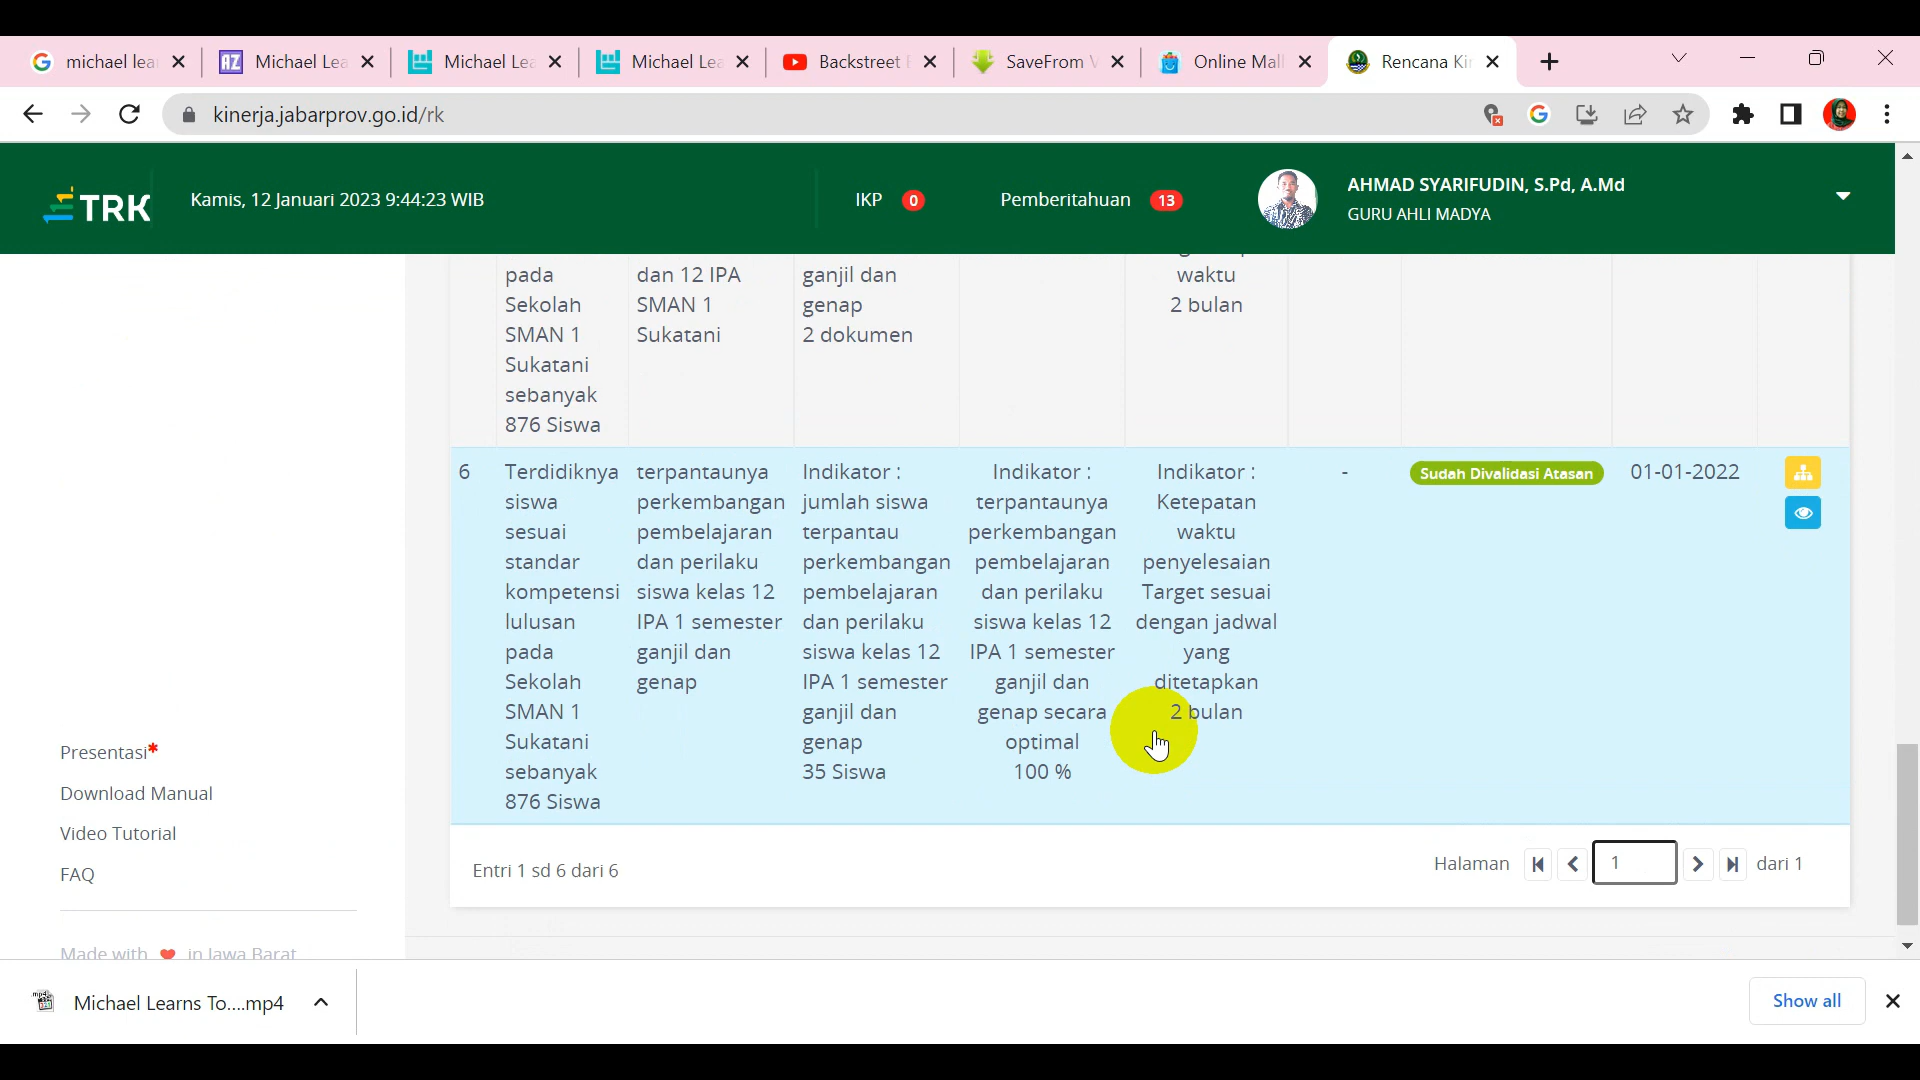 michael lea
Michael Lea
Michael Lea
Michael Lea
Backstreet
SaveFrom
Online Mall
Rencana Kin
kinerja.jabarprov.go.id/rk
TRK
Kamis, 12 Januari 2023 9:44:23 WIB
IKP 0
Pemberitahuan 13
AHMAD SYARIFUDIN, S.Pd, A.Md
GURU AHLI MADYA
pada
Sekolah
SMAN 1
Sukatani
sebanyak
876 Siswa
dan 12 IPA
SMAN 1
Sukatani
ganjil dan
genap
2 dokumen
waktu
2 bulan
6
Terdidiknya
siswa
sesuai
standar
kompetensi
lulusan
pada
Sekolah
SMAN 1
Sukatani
sebanyak
876 Siswa
terpantaunya
perkembangan
pembelajaran
dan perilaku
siswa kelas 12
IPA 1 semester
ganjil dan
genap
Indikator :
jumlah siswa
terpantau
perkembangan
pembelajaran
dan perilaku
siswa kelas 12
IPA 1 semester
ganjil dan
genap
35 Siswa
Indikator :
terpantaunya
perkembangan
pembelajaran
dan perilaku
siswa kelas 12
IPA 1 semester
ganjil dan
genap secara
optimal
100 %
Indikator :
Ketepatan
waktu
penyelesaian
Target sesuai
dengan jadwal
yang
ditetapkan
2 bulan
-
Sudah Divalidasi Atasan
01-01-2022
Presentasi*
Download Manual
Video Tutorial
FAQ
Made with in Jawa Barat
Entri 1 sd 6 dari 6
Halaman 1 dari 1
Michael Learns To....mp4
Show all